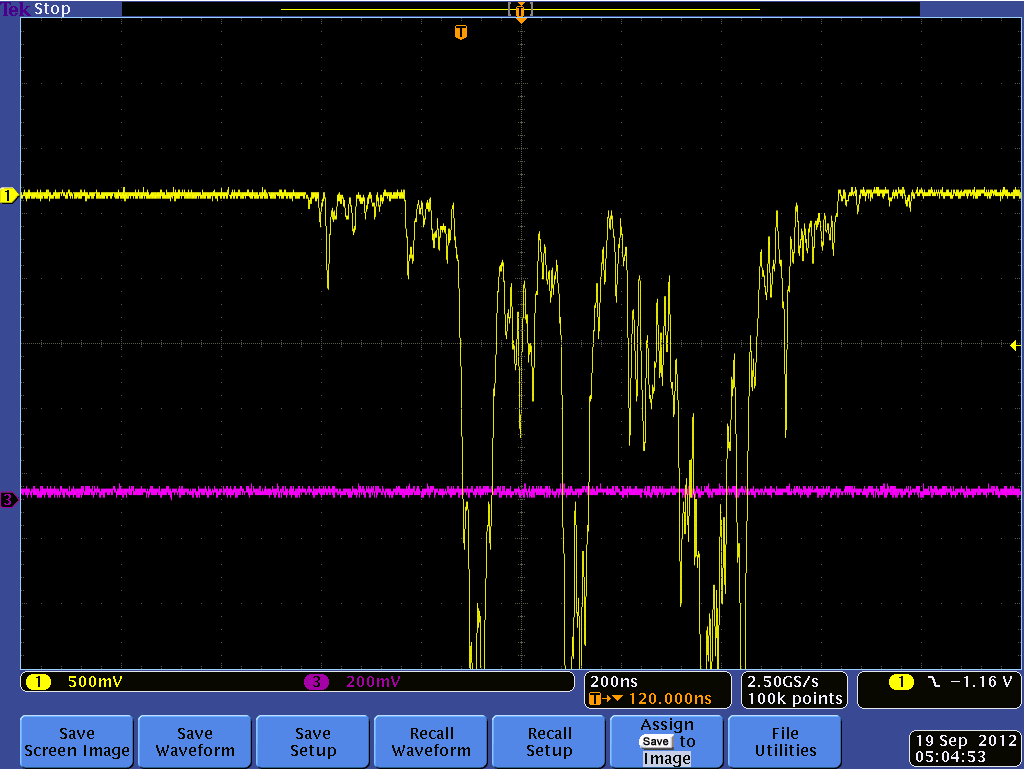 Tek Stop
T
T
1
3
1 500mV 3 200mV
200ns
T→▼ 120.000ns
2.50GS/s
100k points
1 ⤵ −1.16 V
Save
Screen Image
Save
Waveform
Save
Setup
Recall
Waveform
Recall
Setup
Assign
Save to
Image
File
Utilities
19 Sep 2012
05:04:53